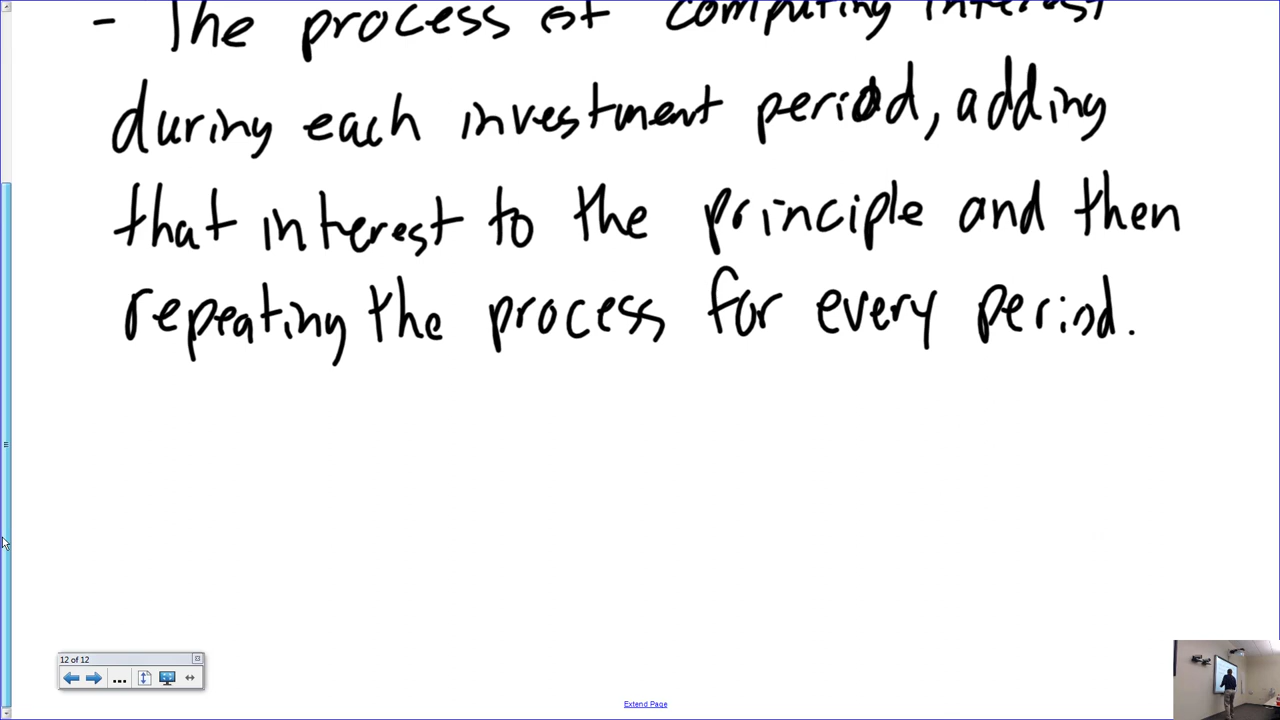 - The process of computing interest
during each investment period, adding
that interest to the principle and then
repeating the process for every period.
12 of 12
...
Extend Page